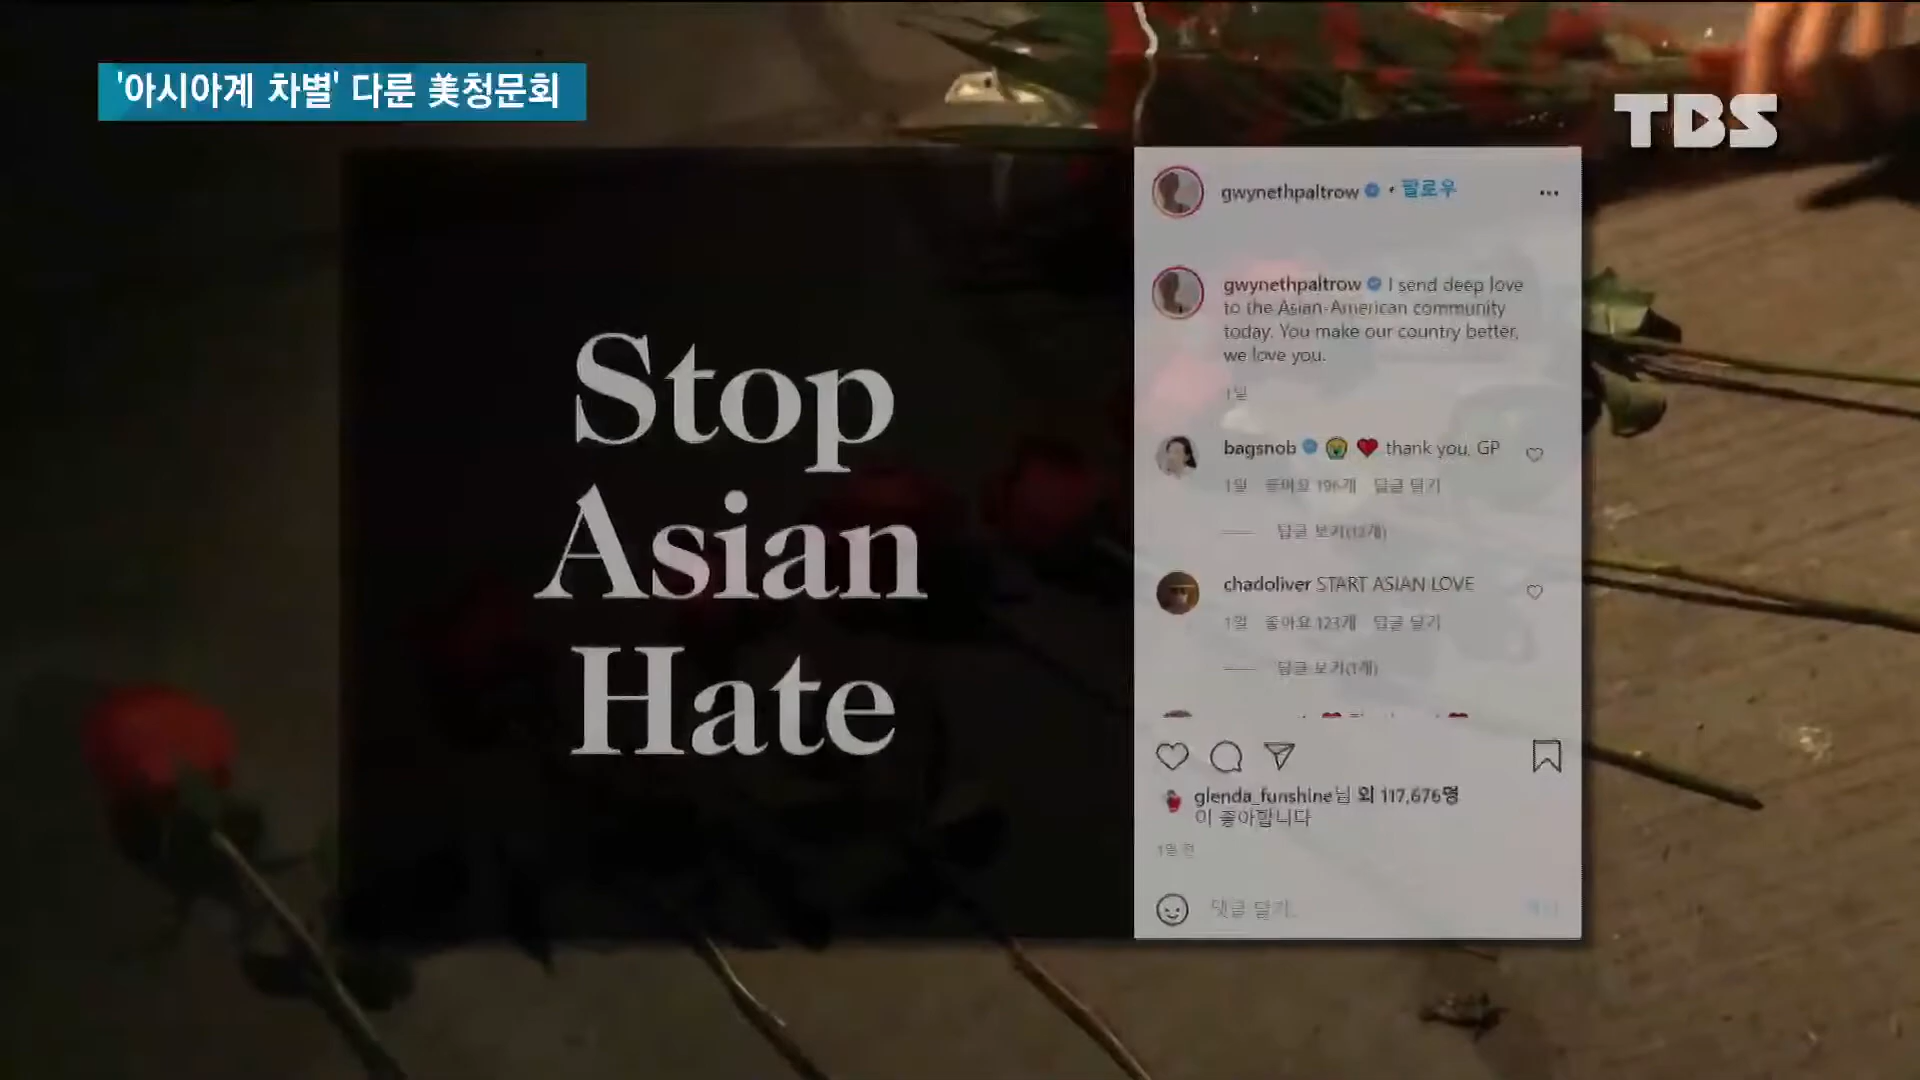 '아시아계 차별' 다룬 美청문회
TBS
Stop
Asian
Hate
gwynethpaltrow • 팔로우
gwynethpaltrow I send deep love
to the Asian-American community
today. You make our country better,
we love you.
1일
bagsnob 😭 ❤️ thank you, GP
1일 좋아요 196개 답글 달기
답글 보기(12개)
chadoliver START ASIAN LOVE
1일 좋아요 123개 답글 달기
답글 보기(1개)
glenda_funshine님 외 117,676명
이 좋아합니다
1일 전
댓글 달기...